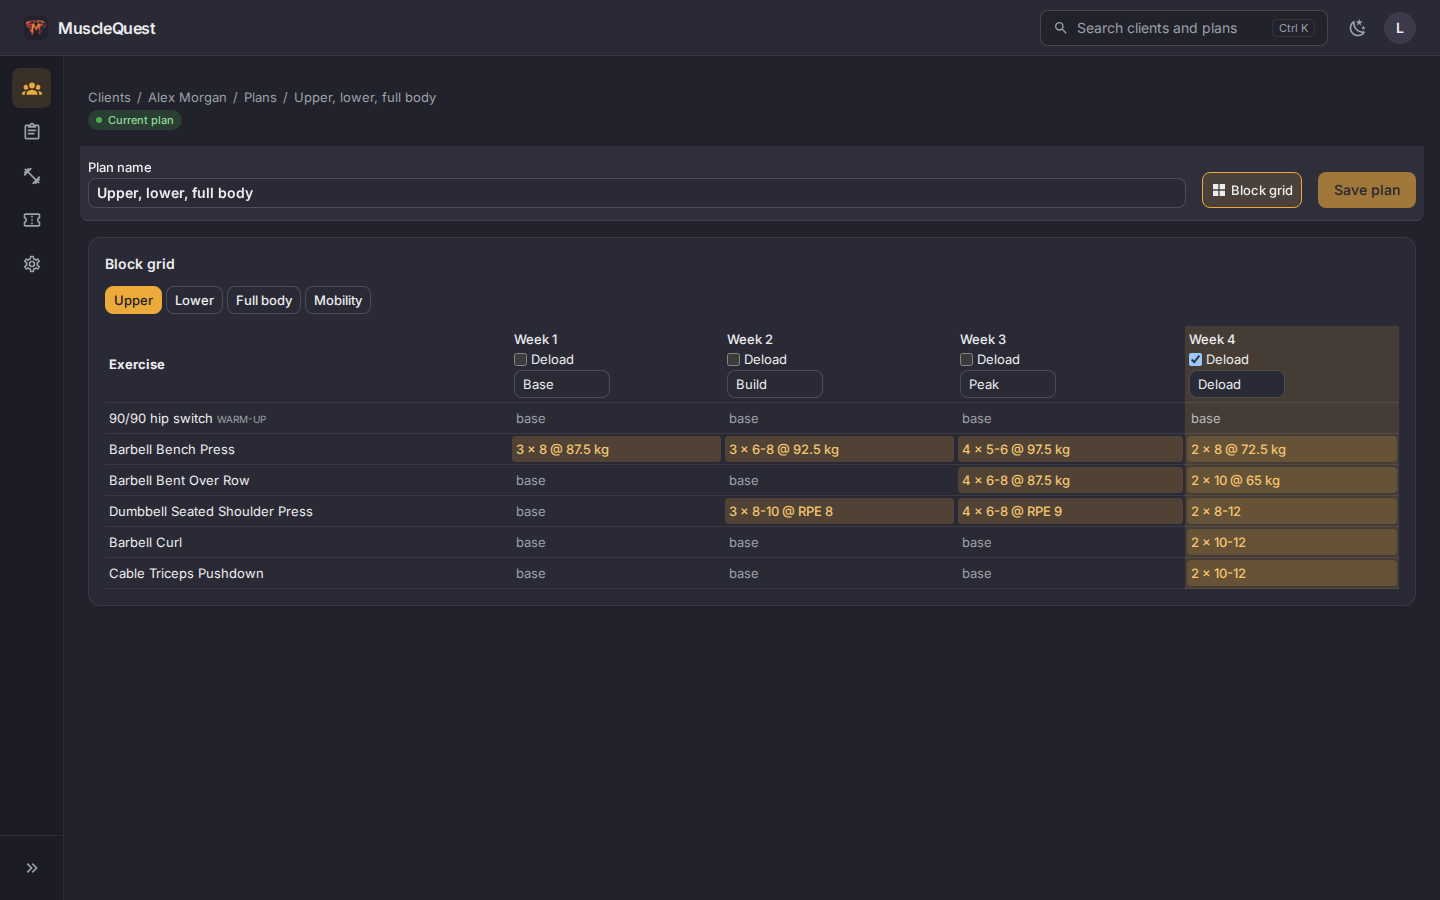 MuscleQuest
Search clients and plans Ctrl K
L
Clients / Alex Morgan / Plans / Upper, lower, full body
Current plan
Plan name
Upper, lower, full body
Block grid
Save plan
Block grid
Upper Lower Full body Mobility
Exercise
Week 1 Week 2 Week 3 Week 4
Deload Deload Deload Deload
Base Build Peak Deload
90/90 hip switch WARM-UP base base base base
Barbell Bench Press 3 × 8 @ 87.5 kg 3 × 6-8 @ 92.5 kg 4 × 5-6 @ 97.5 kg 2 × 8 @ 72.5 kg
Barbell Bent Over Row base base 4 × 6-8 @ 87.5 kg 2 × 10 @ 65 kg
Dumbbell Seated Shoulder Press base 3 × 8-10 @ RPE 8 4 × 6-8 @ RPE 9 2 × 8-12
Barbell Curl base base base 2 × 10-12
Cable Triceps Pushdown base base base 2 × 10-12